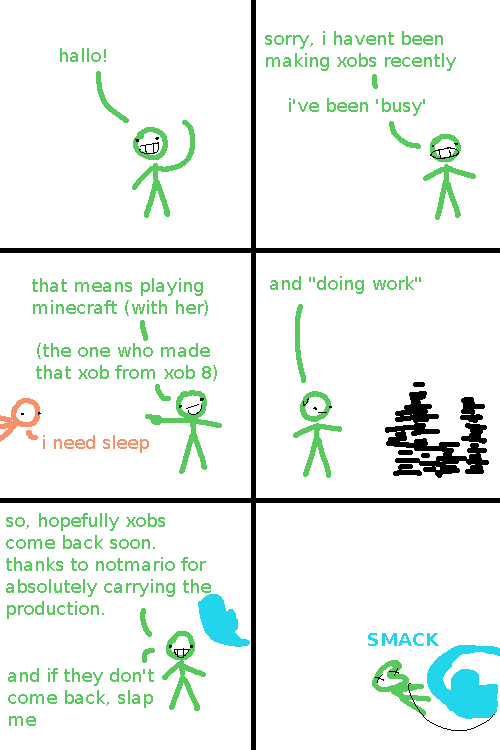 hallo!
sorry, i havent been
making xobs recently
i've been 'busy'
that means playing
minecraft (with her)
(the one who made
that xob from xob 8)
i need sleep
and "doing work"
so, hopefully xobs
come back soon.
thanks to notmario for
absolutely carrying the
production.
and if they don't
come back, slap
me
SMACK